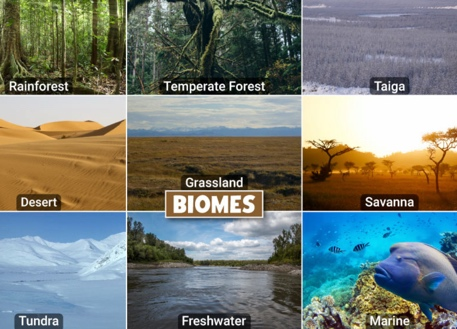 Rainforest
Temperate Forest
Taiga
Desert
Grassland
Savanna
BIOMES
Tundra
Freshwater
Marine